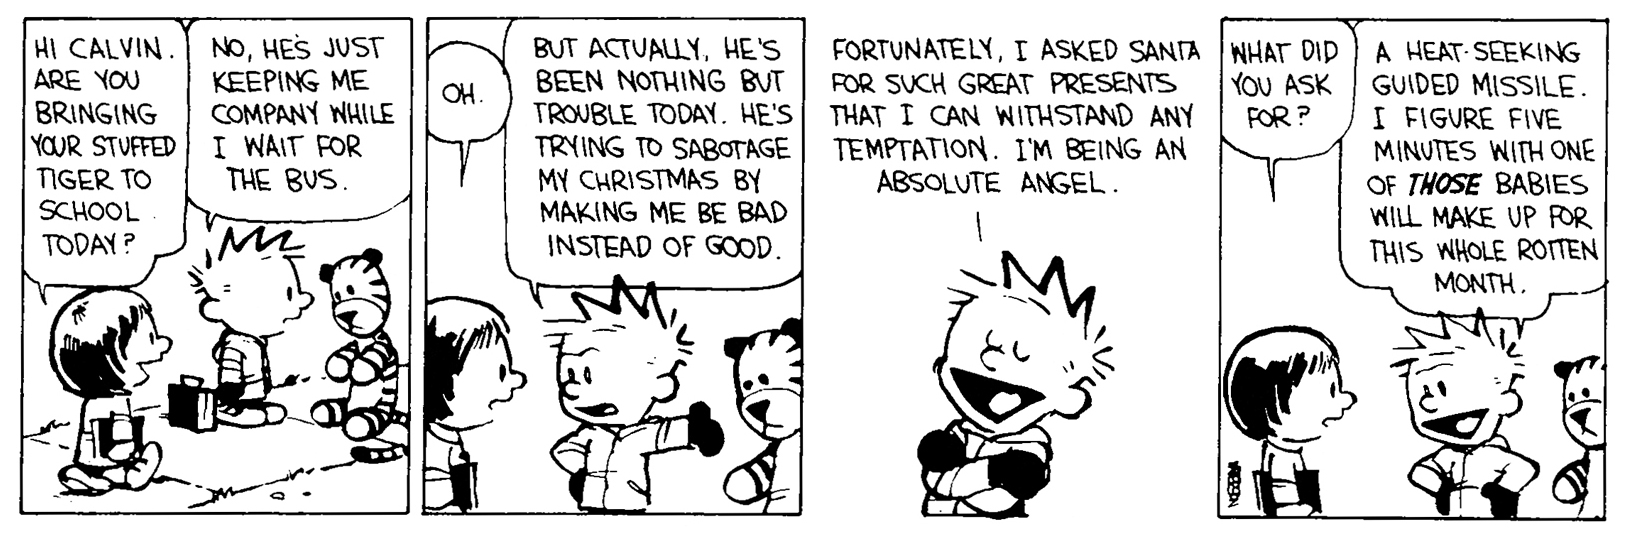 HI CALVIN.
ARE YOU
BRINGING
YOUR STUFFED
TIGER TO
SCHOOL
TODAY?
NO, HE'S JUST
KEEPING ME
COMPANY WHILE
I WAIT FOR
THE BUS.
OH.
BUT ACTUALLY, HE'S
BEEN NOTHING BUT
TROUBLE TODAY. HE'S
TRYING TO SABOTAGE
MY CHRISTMAS BY
MAKING ME BE BAD
INSTEAD OF GOOD.
FORTUNATELY, I ASKED SANTA
FOR SUCH GREAT PRESENTS
THAT I CAN WITHSTAND ANY
TEMPTATION. I'M BEING AN
ABSOLUTE ANGEL.
WHAT DID
YOU ASK
FOR?
A HEAT-SEEKING
GUIDED MISSILE.
I FIGURE FIVE
MINUTES WITH ONE
OF THOSE BABIES
WILL MAKE UP FOR
THIS WHOLE ROTTEN
MONTH.
WATTERSON